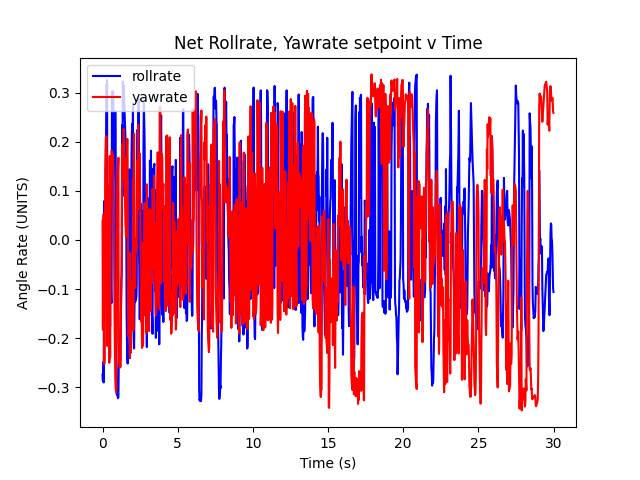 Net Rollrate, Yawrate setpoint v Time
rollrate
yawrate
Angle Rate (UNITS)
0.3
0.2
0.1
0.0
−0.1
−0.2
−0.3
0 5 10 15 20 25 30
Time (s)